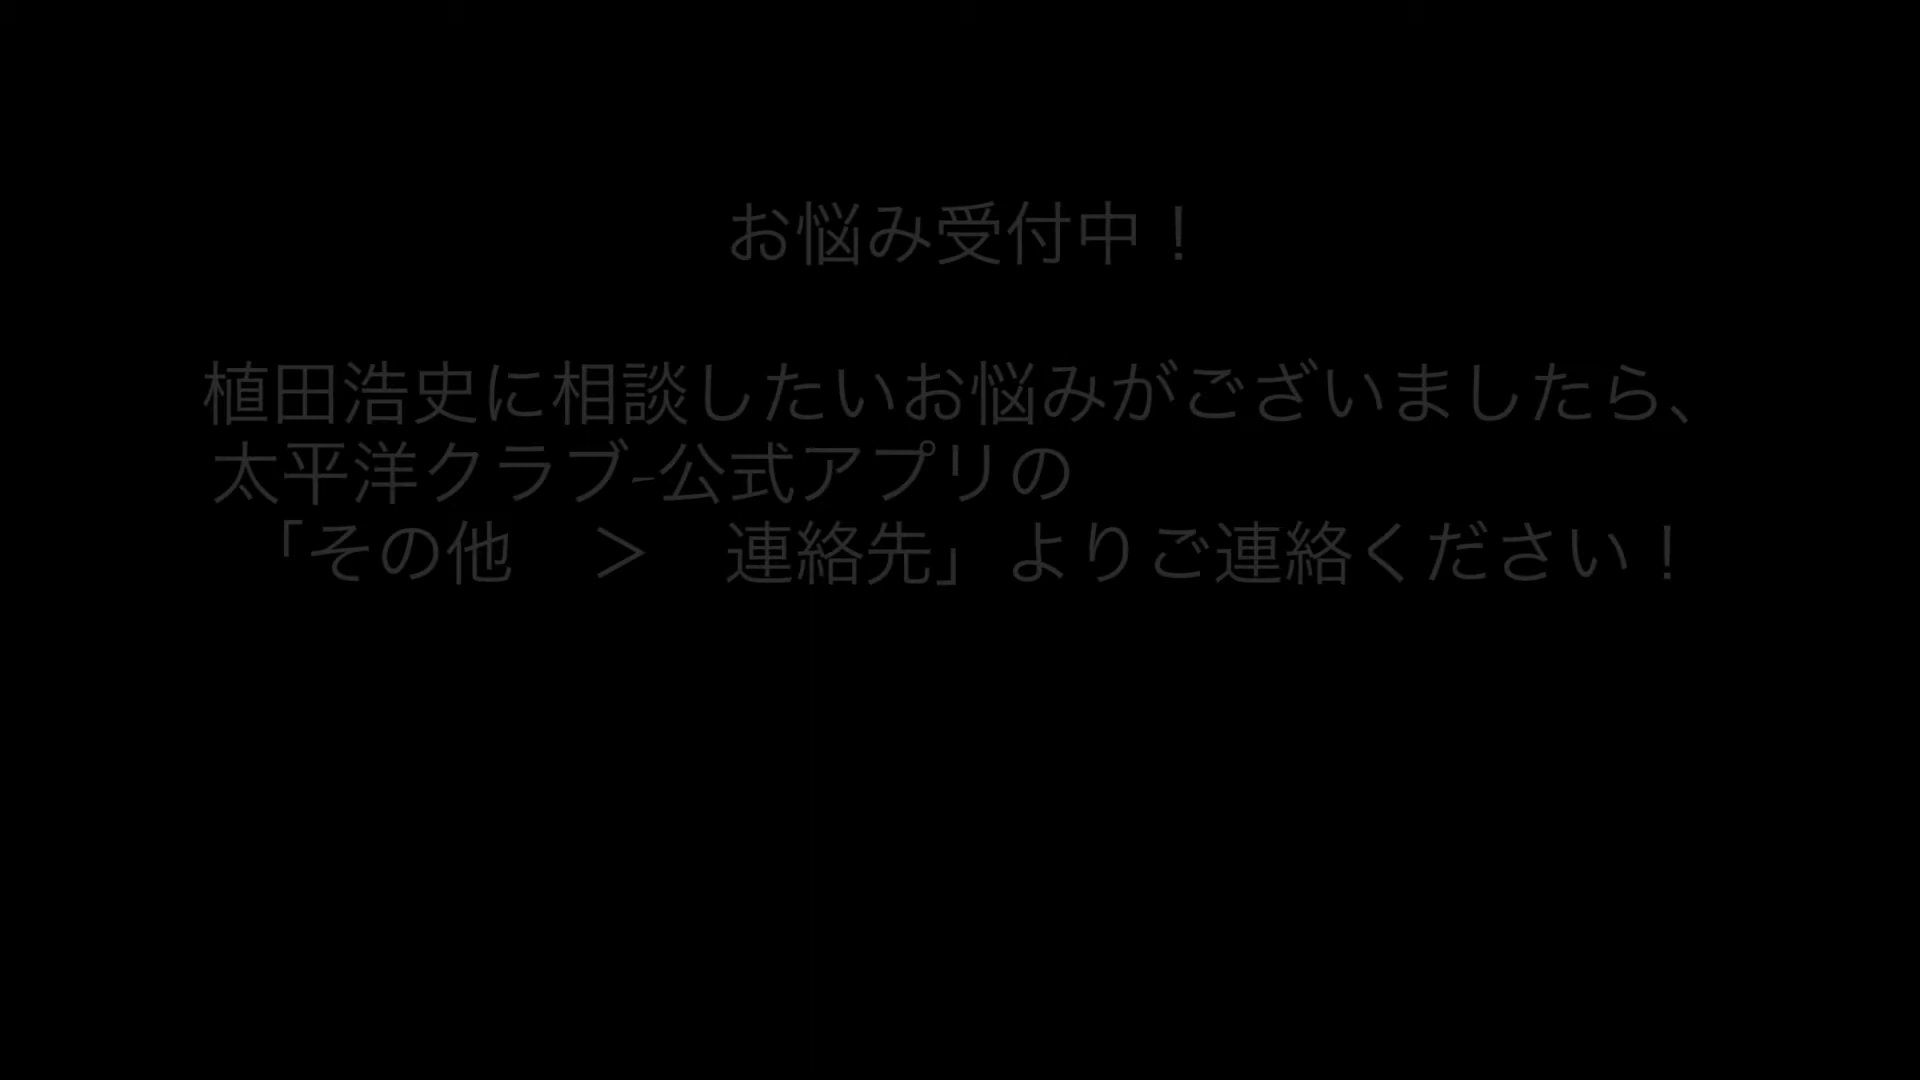 お悩み受付中！
植田浩史に相談したいお悩みがございましたら、
太平洋クラブ-公式アプリの
「その他　＞　連絡先」よりご連絡ください！